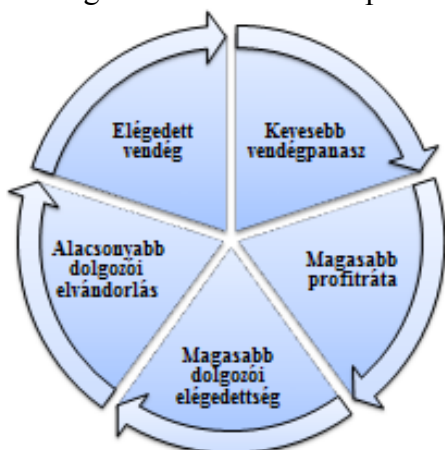 Elégedett
vendég
Kevesebb
vendégpanasz
Magasabb
profitráta
Magasabb
dolgozói
elégedettség
Alacsonyabb
dolgozói
elvándorlás